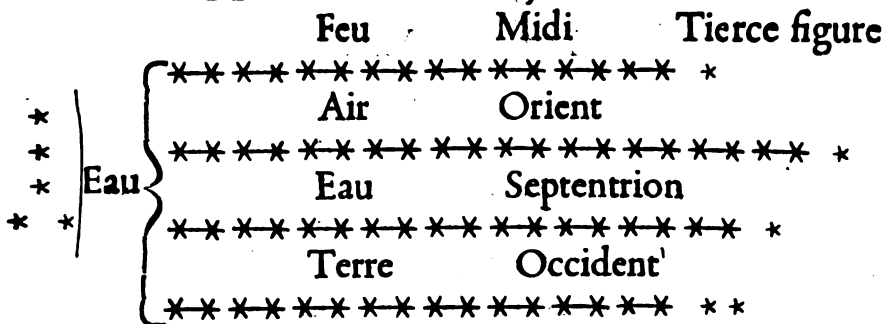 Feu Midi Tierce figure
Air Orient
Eau Eau Septentrion
Terre Occident